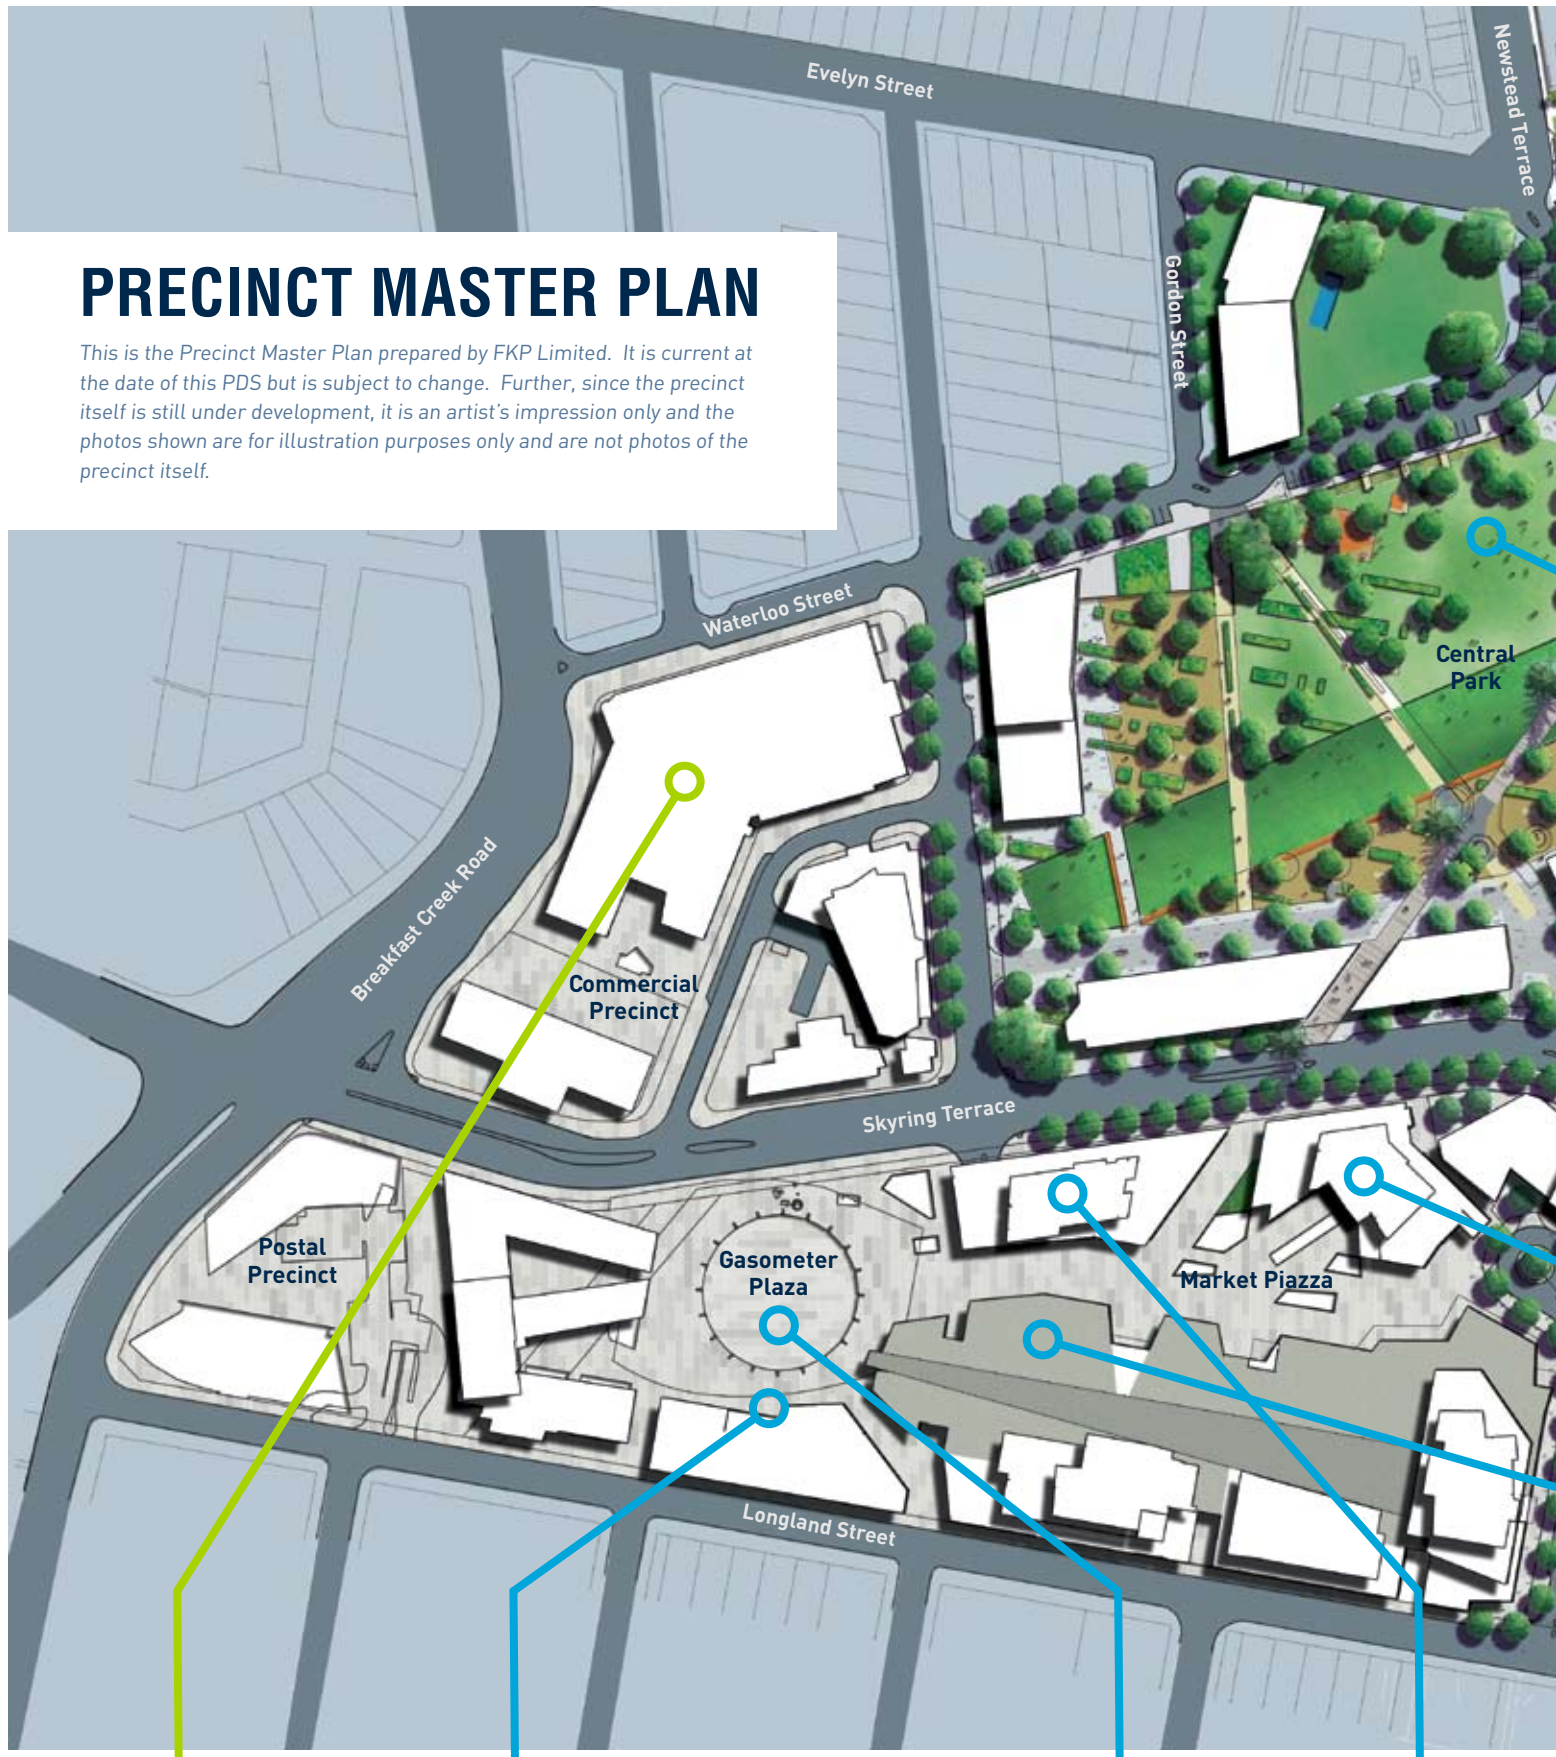 Evelyn Street
Newstead Terrace
PRECINCT MASTER PLAN
This is the Precinct Master Plan prepared by FKP Limited.  It is current at
the date of this PDS but is subject to change.  Further, since the precinct
itself is still under development, it is an artist's impression only and the
photos shown are for illustration purposes only and are not photos of the
precinct itself.
Gordon Street
Waterloo Street
Central
Park
Breakfast Creek Road
Commercial
Precinct
Skyring Terrace
Postal
Precinct
Gasometer
Plaza
Market Piazza
Longland Street